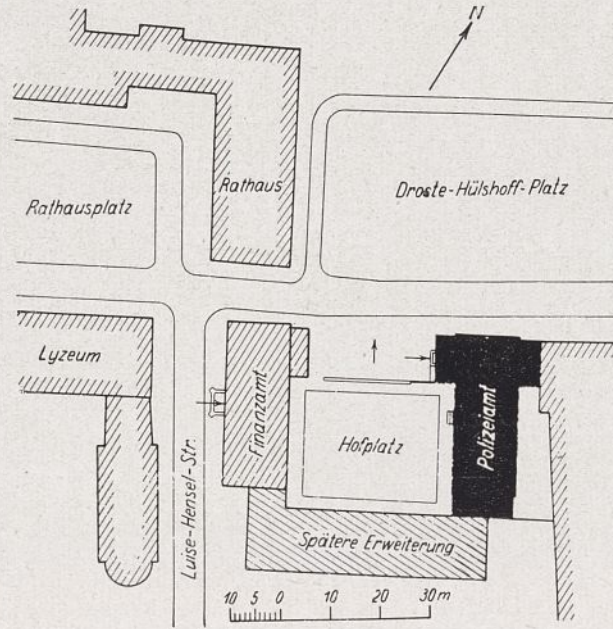 N
Rathaus
Rathausplatz
Droste-Hülshoff-Platz
Lyzeum
Luise-Hensel-Str.
Finanzamt
Hofplatz
Polizeiamt
Spätere Erweiterung
10 5 0 10 20 30 m